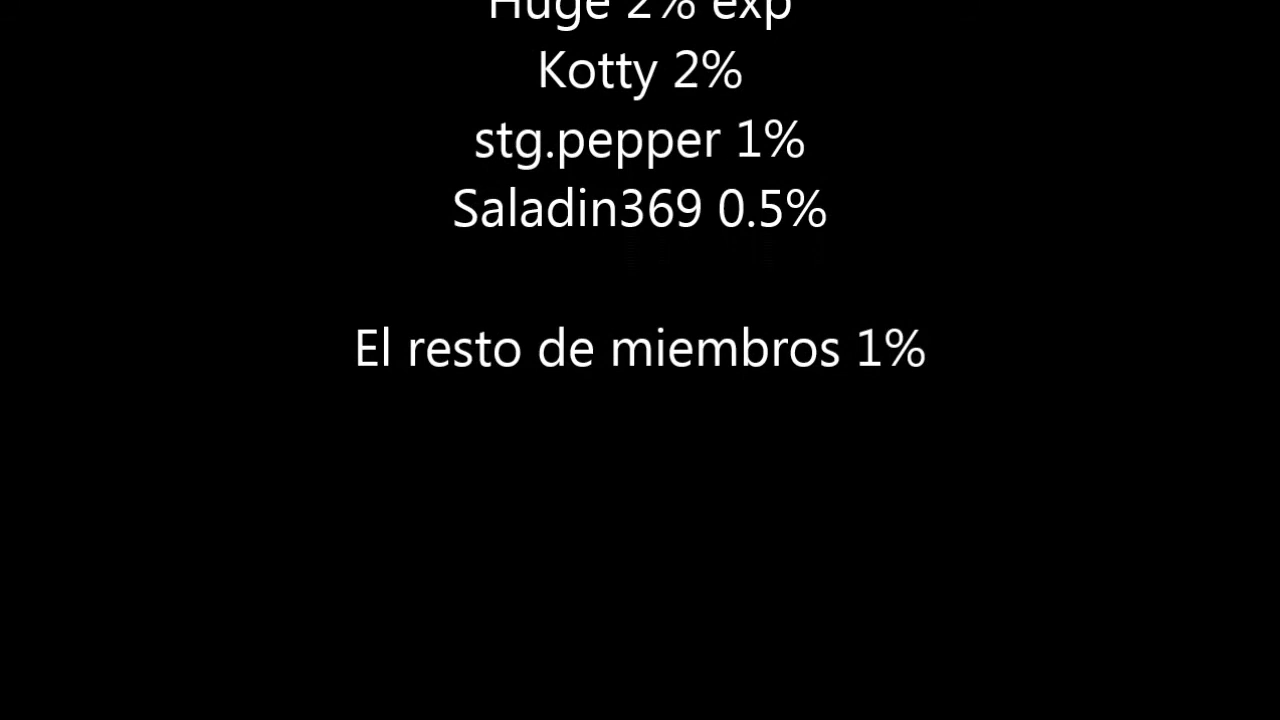 Huge 2% exp
Kotty 2%
stg.pepper 1%
Saladin369 0.5%
El resto de miembros 1%